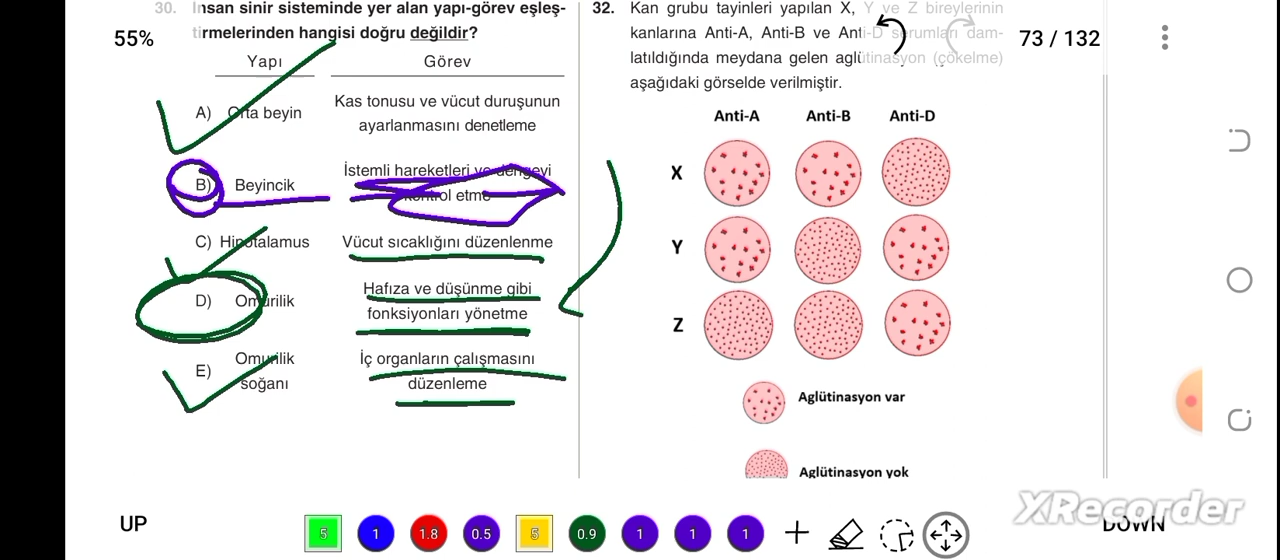 30. İnsan sinir sisteminde yer alan yapı-görev eşleş-
tirmelerinden hangisi doğru değildir?
Yapı Görev
A) Orta beyin Kas tonusu ve vücut duruşunun
ayarlanmasını denetleme
B) Beyincik İstemli hareketleri ve dengeyi
kontrol etme
C) Hipotalamus Vücut sıcaklığını düzenlenme
D) Omurilik Hafıza ve düşünme gibi
fonksiyonları yönetme
E) Omurilik
soğanı
İç organların çalışmasını
düzenleme
32. Kan grubu tayinleri yapılan X, Y ve Z bireylerinin
kanlarına Anti-A, Anti-B ve Anti-D serumları dam-
latıldığında meydana gelen aglütinasyon (çökelme)
aşağıdaki görselde verilmiştir.
Anti-A Anti-B Anti-D
X
Y
Z
Aglütinasyon var
Aglütinasyon yok
55%
73 / 132
UP
5 1 1.8 0.5 5 0.9 1 1 1
DOWN
XRecorder